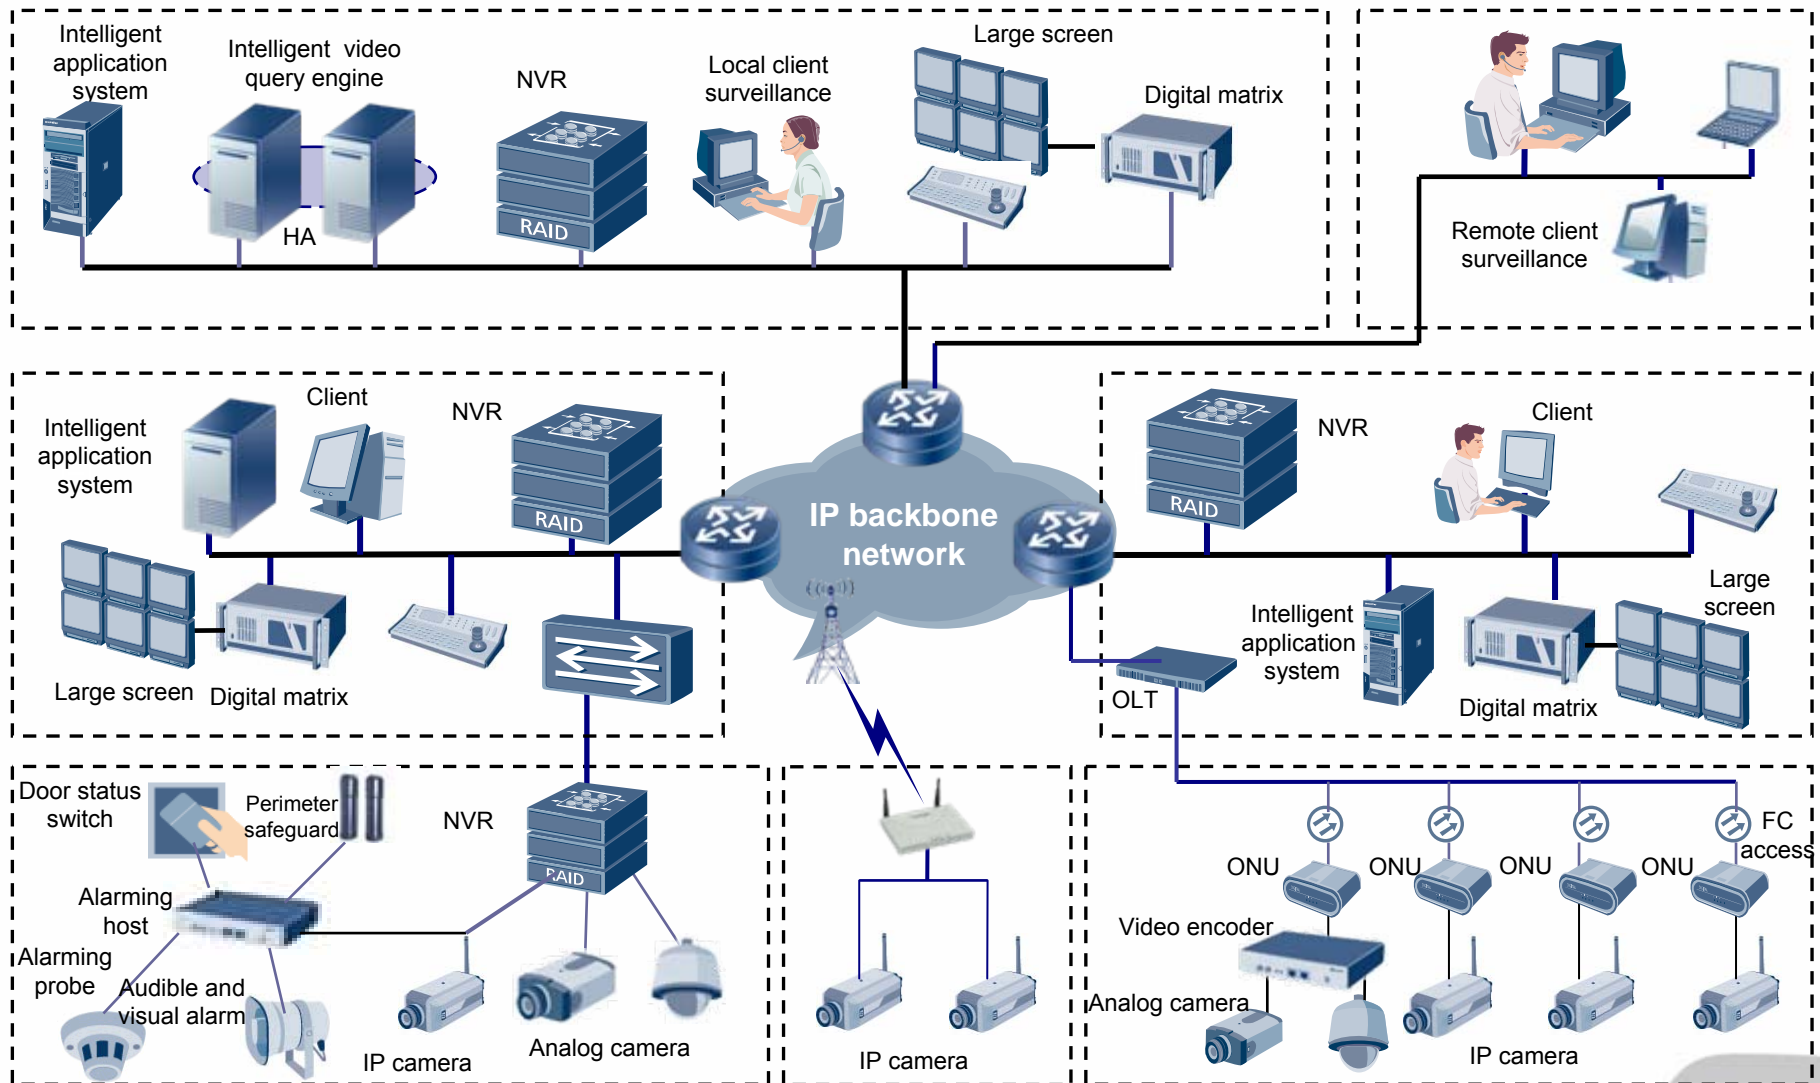 Intelligent
application
system
Intelligent video
query engine
HA
NVR
RAID
Local client
surveillance
Large screen
Digital matrix
Remote client
surveillance
Intelligent
application
system
Client
NVR
RAID
Large screen
Digital matrix
IP backbone
network
RAID
NVR
Client
Intelligent
application
system
Digital matrix
Large
screen
OLT
Door status
switch
Perimeter
safeguard
NVR
RAID
Alarming
host
Alarming
probe
Audible and
visual alarm
IP camera
Analog camera
IP camera
FC
access
ONU
ONU
ONU
ONU
Video encoder
Analog camera
IP camera